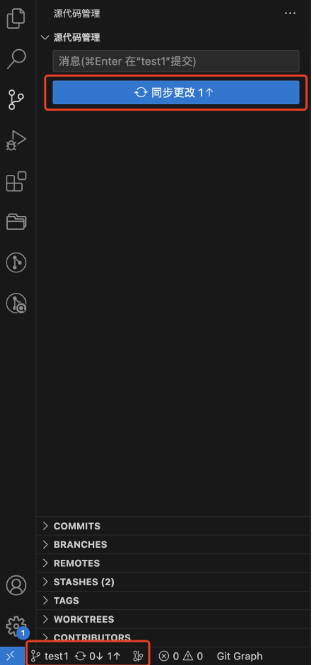 源代码管理
源代码管理
消息(⌘Enter 在"test1"提交)
同步更改 1↑
COMMITS
BRANCHES
REMOTES
STASHES (2)
TAGS
WORKTREES
CONTRIBUTORS
1
test1 0↓ 1↑ 0 0 Git Graph